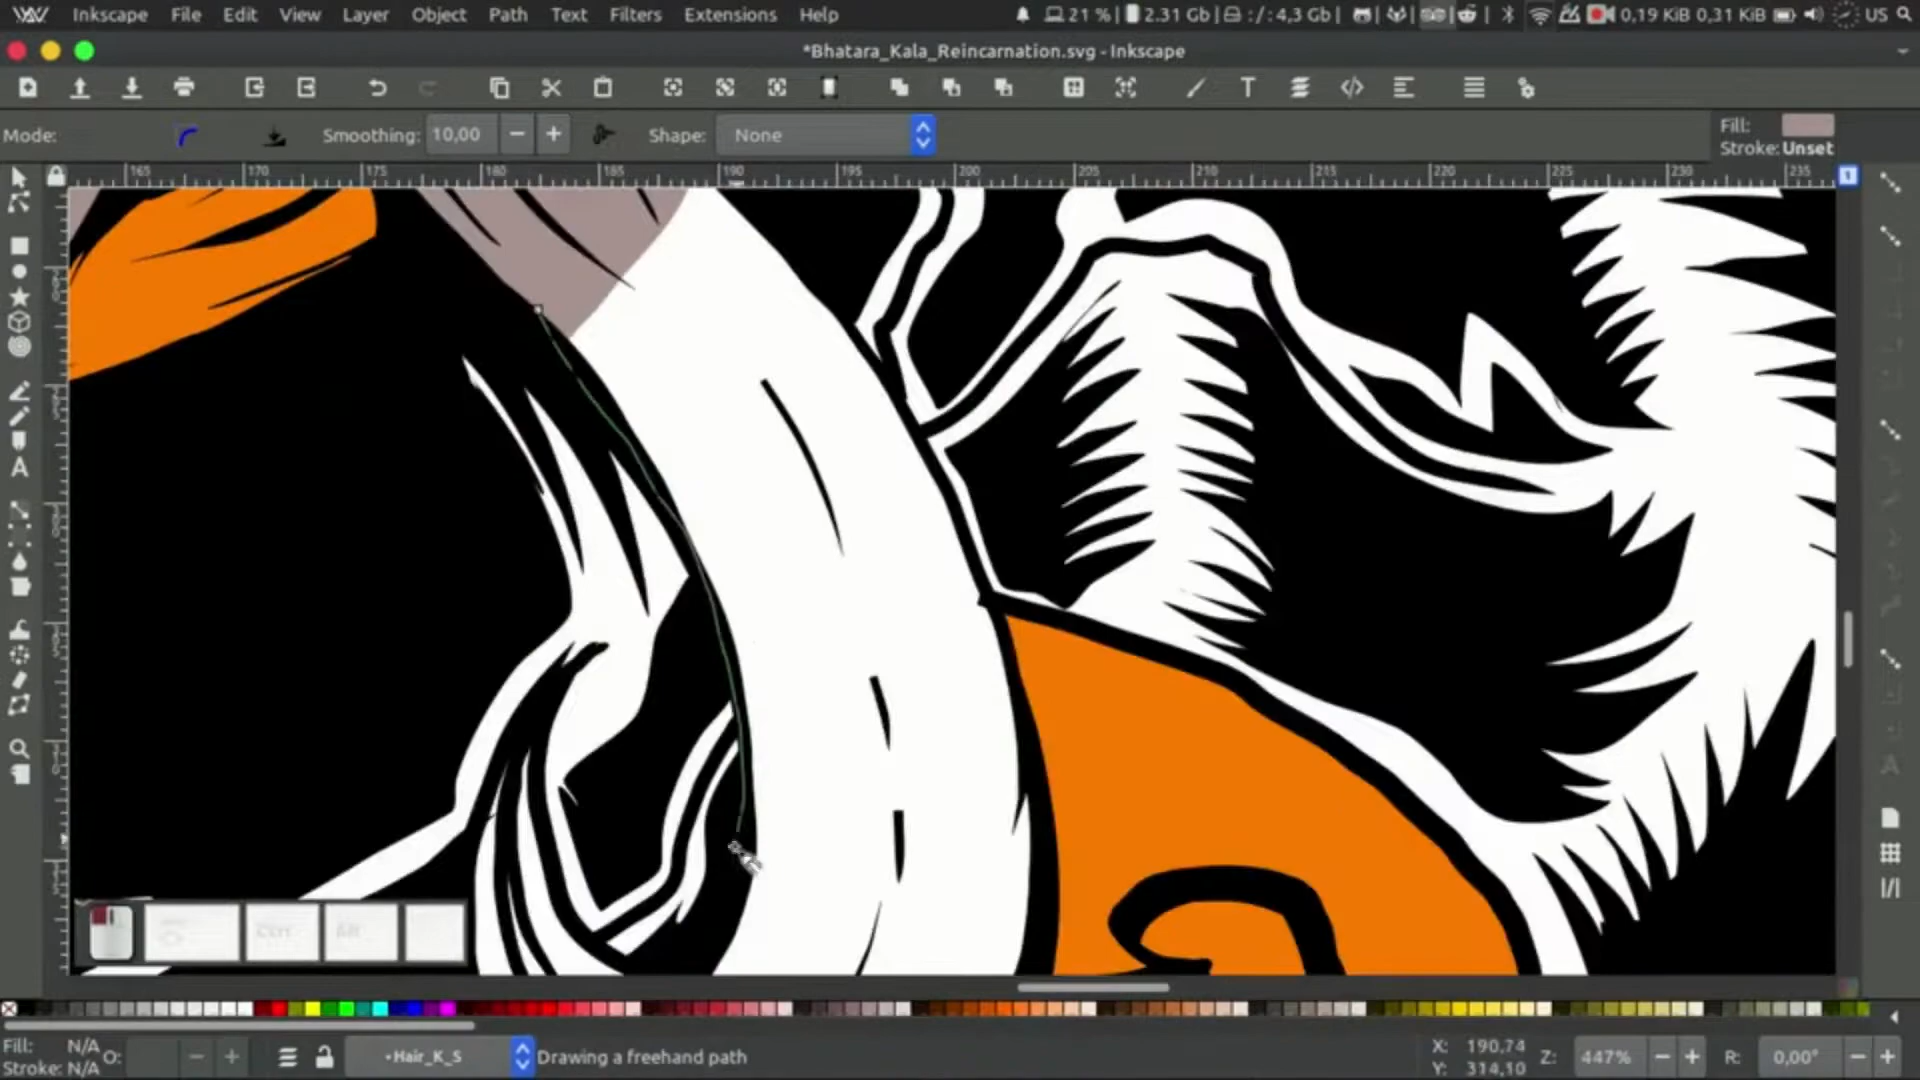 Inkscape File Edit View Layer Object Path Text Filters Extensions Help 21 % | 2.31 Gb | :/: 4,3 Gb | 0,19 KiB 0,31 KiB US
*Bhatara_Kala_Reincarnation.svg - Inkscape
Mode: Smoothing: 10,00 Shape: None Fill:
Stroke: Unset
165 170 175 180 185 190 195 200 205 210 215 220 225 230 235
Ctrl Alt
Fill: N/A O: •Hair_K_S Drawing a freehand path X: 190,74 Z: 447% R: 0,00°
Stroke: N/A Y: 314,10